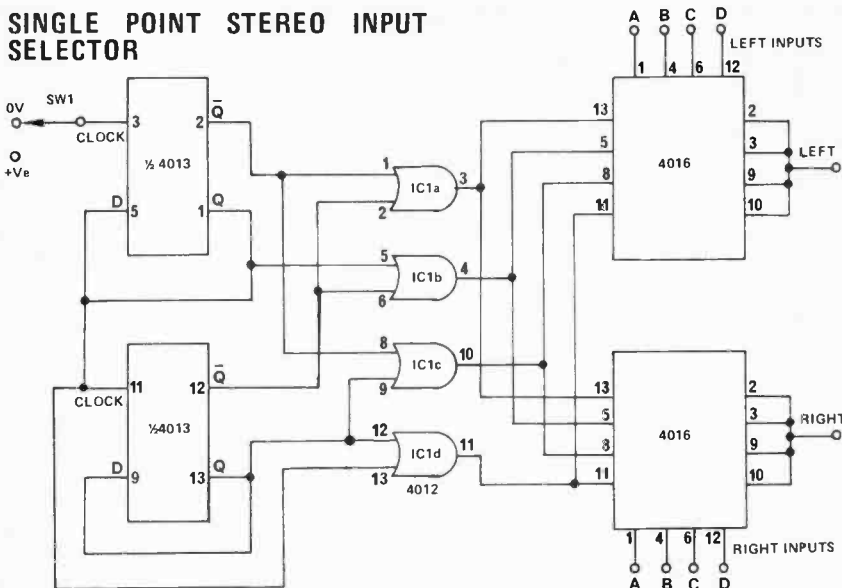 SINGLE POINT STEREO INPUT
SELECTOR
A B C D
LEFT INPUTS
1 4 6 12
0V SW1
+Ve
3 2 Q̅
CLOCK
½ 4013
D Q
5 1
1
IC1a 3
2
5
IC1b 4
6
8
IC1c 10
9
12
IC1d 11
13
4012
11 12 Q̅
CLOCK
½4013
D Q
9 13
13 2
5 3
4016
8 9
11 10
LEFT
13 2
5 3
4016
8 9
11 10
RIGHT
1 4 6 12
RIGHT INPUTS
A B C D